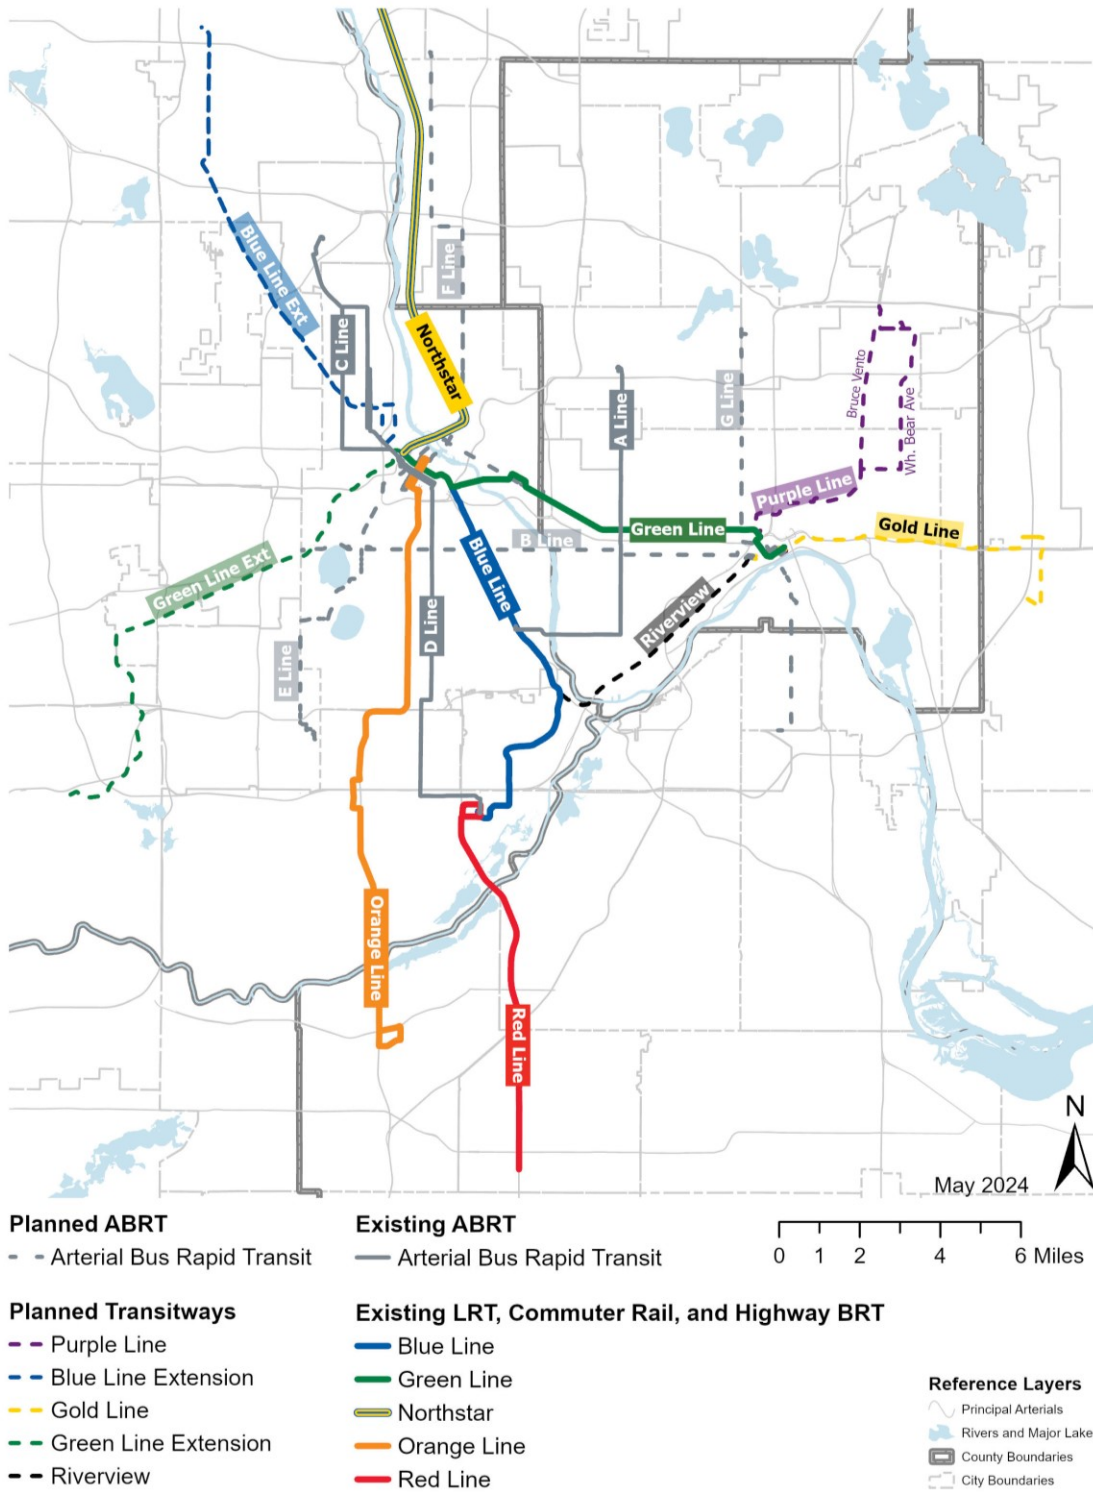 Blue Line Ext
F Line
C Line
Northstar
A Line
G Line
Bruce Vento
Wh. Bear Ave
Purple Line
Gold Line
Green Line
B Line
Blue Line
Green Line Ext
Riverview
D Line
E Line
Orange Line
Red Line
N
May 2024
Planned ABRT
Arterial Bus Rapid Transit
Existing ABRT
Arterial Bus Rapid Transit
0 1 2 4 6 Miles
Planned Transitways
Purple Line
Blue Line Extension
Gold Line
Green Line Extension
Riverview
Existing LRT, Commuter Rail, and Highway BRT
Blue Line
Green Line
Northstar
Orange Line
Red Line
Reference Layers
Principal Arterials
Rivers and Major Lake
County Boundaries
City Boundaries